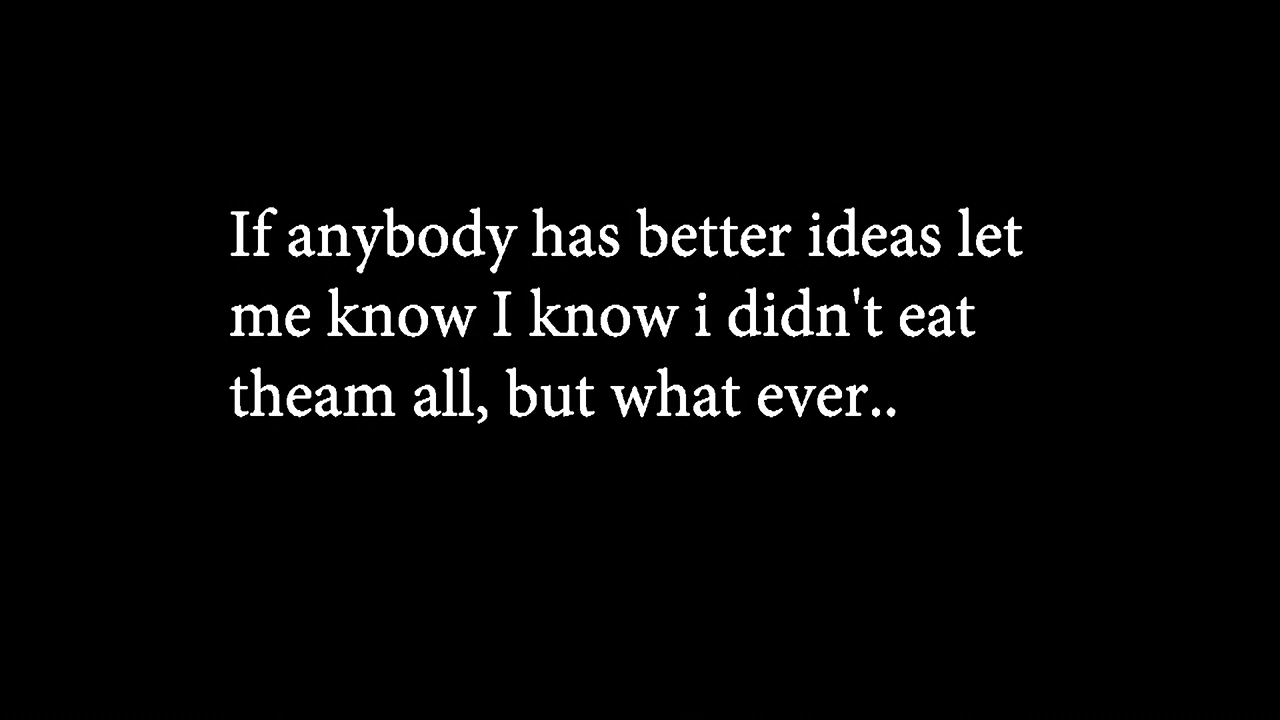 If anybody has better ideas let
me know I know i didn't eat
theam all, but what ever..